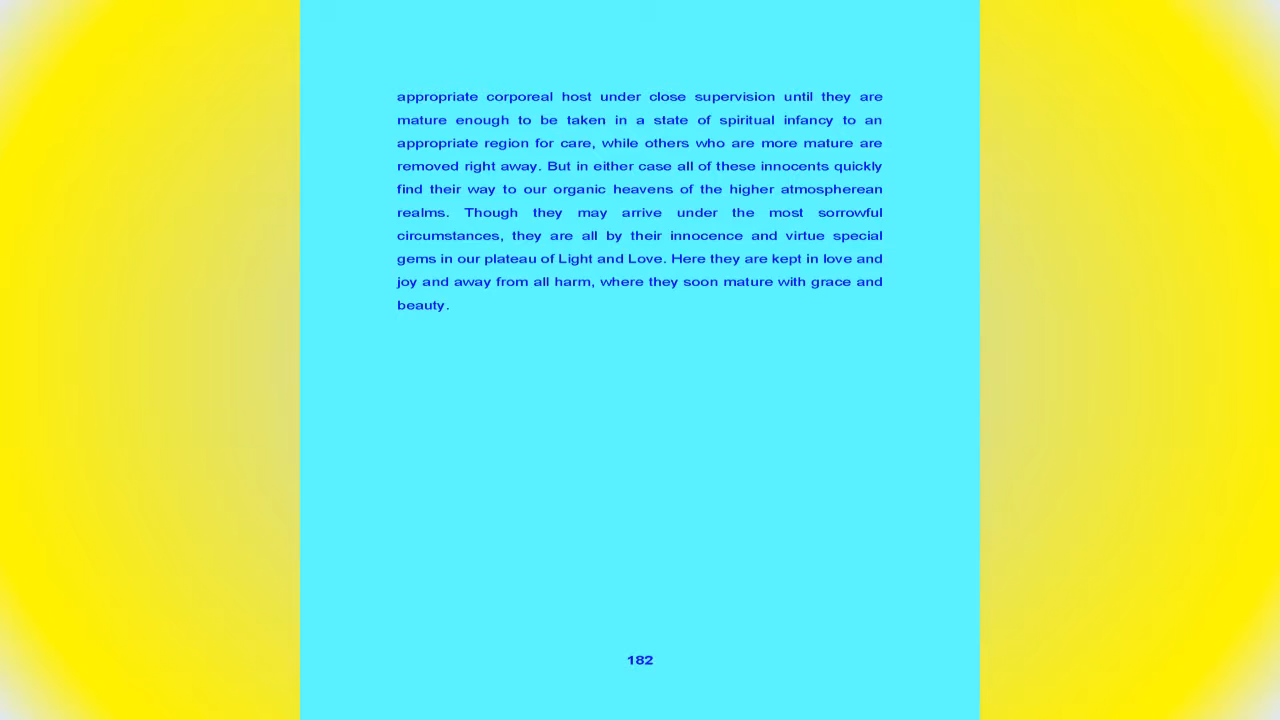 appropriate corporeal host under close supervision until they are
mature enough to be taken in a state of spiritual infancy to an
appropriate region for care, while others who are more mature are
removed right away. But in either case all of these innocents quickly
find their way to our organic heavens of the higher atmospherean
realms. Though they may arrive under the most sorrowful
circumstances, they are all by their innocence and virtue special
gems in our plateau of Light and Love. Here they are kept in love and
joy and away from all harm, where they soon mature with grace and
beauty.
182